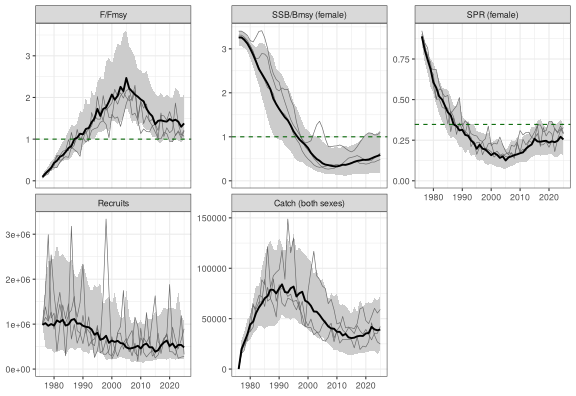 F/Fmsy
SSB/Bmsy (female)
SPR (female)
3
2
1
0
3
2
1
0
0.75
0.50
0.25
0.00
1980 1990 2000 2010 2020
Recruits
Catch (both sexes)
3e+06
2e+06
1e+06
0e+00
150000
100000
50000
0
1980 1990 2000 2010 2020
1980 1990 2000 2010 2020